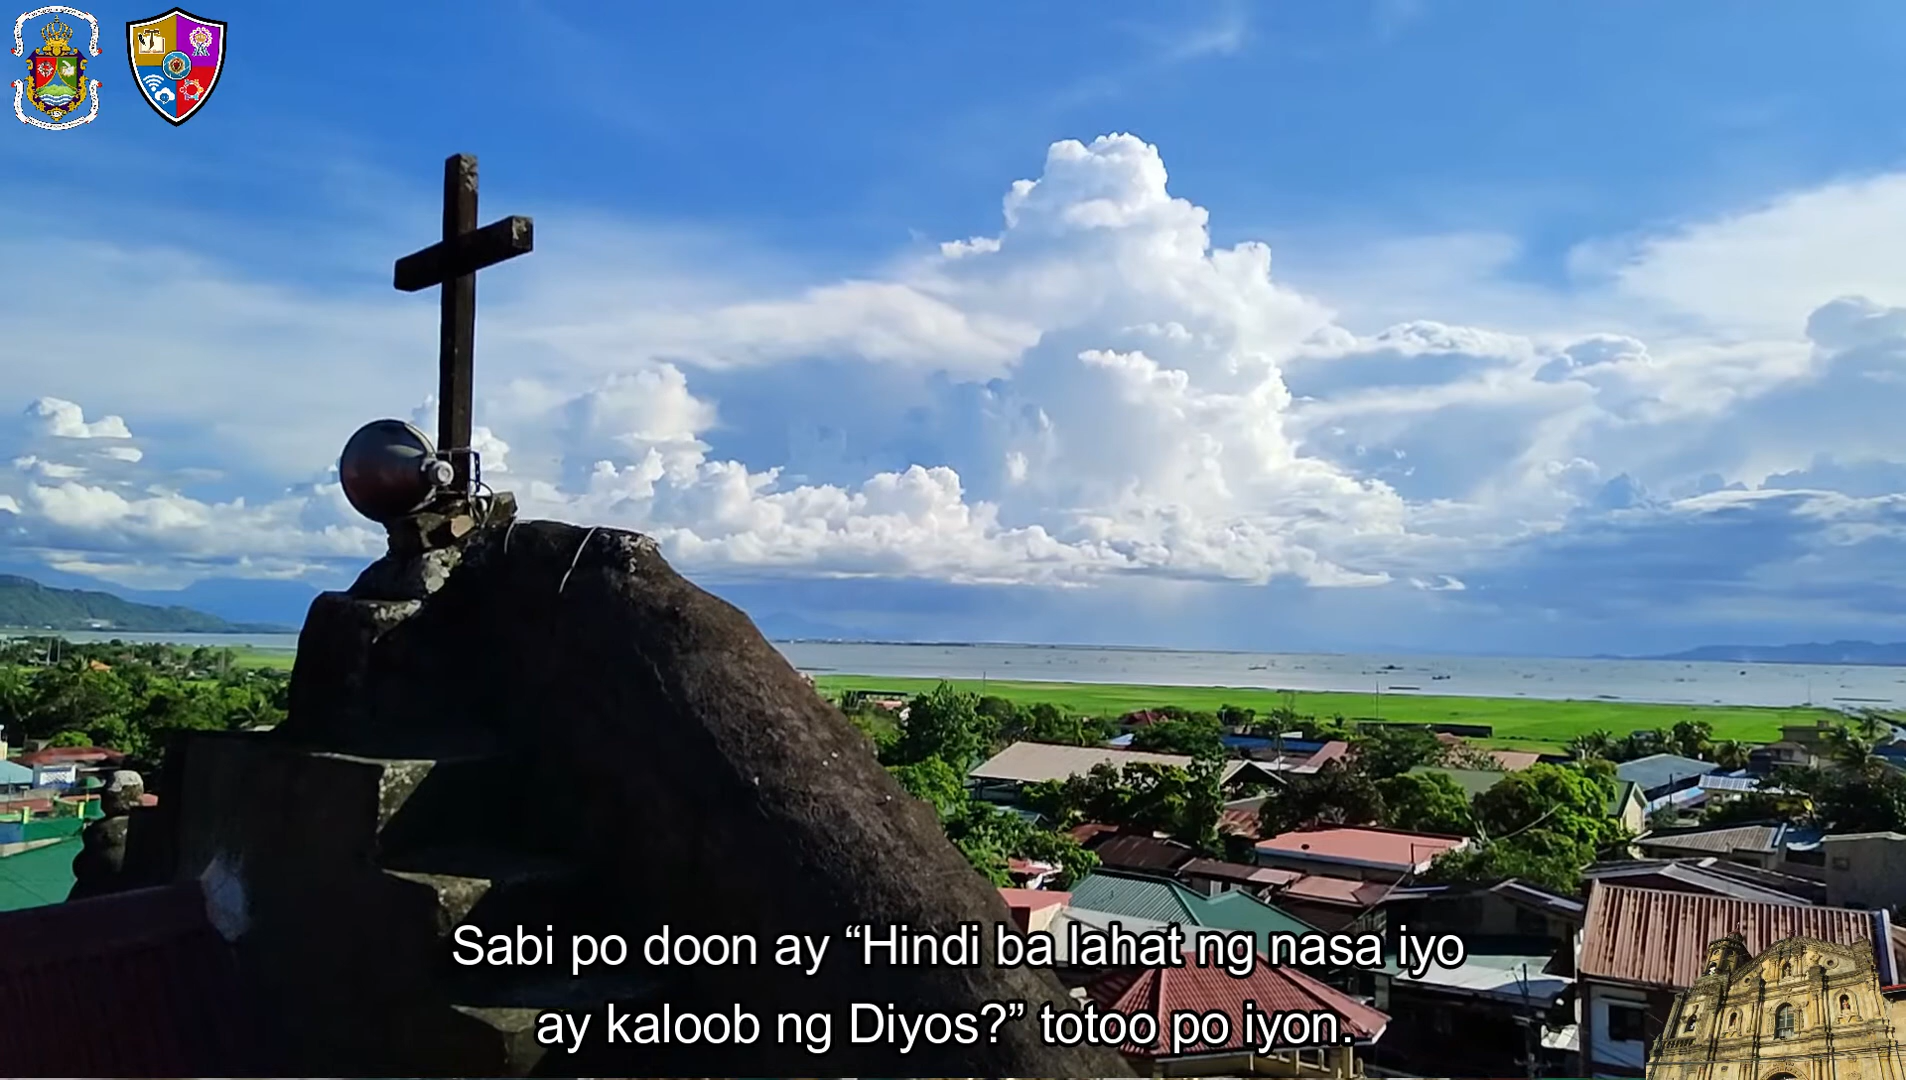 Sabi po doon ay “Hindi ba lahat ng nasa iyo
ay kaloob ng Diyos?” totoo po iyon.